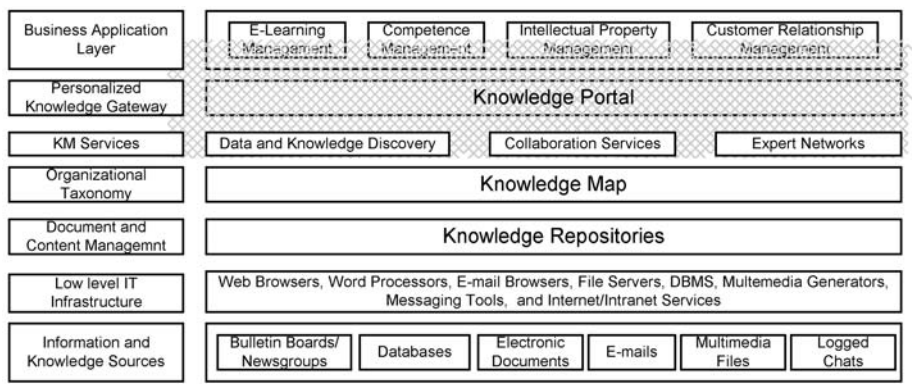 Business Application
Layer
E-Learning
Management
Competence
Management
Intellectual Property
Management
Customer Relationship
Management
Personalized
Knowledge Gateway
Knowledge Portal
KM Services
Data and Knowledge Discovery
Collaboration Services
Expert Networks
Organizational
Taxonomy
Knowledge Map
Document and
Content Managemnt
Knowledge Repositories
Low level IT
Infrastructure
Web Browsers, Word Processors, E-mail Browsers, File Servers, DBMS, Multemedia Generators,
Messaging Tools, and Internet/Intranet Services
Information and
Knowledge Sources
Bulletin Boards/
Newsgroups
Databases
Electronic
Documents
E-mails
Multimedia
Files
Logged
Chats